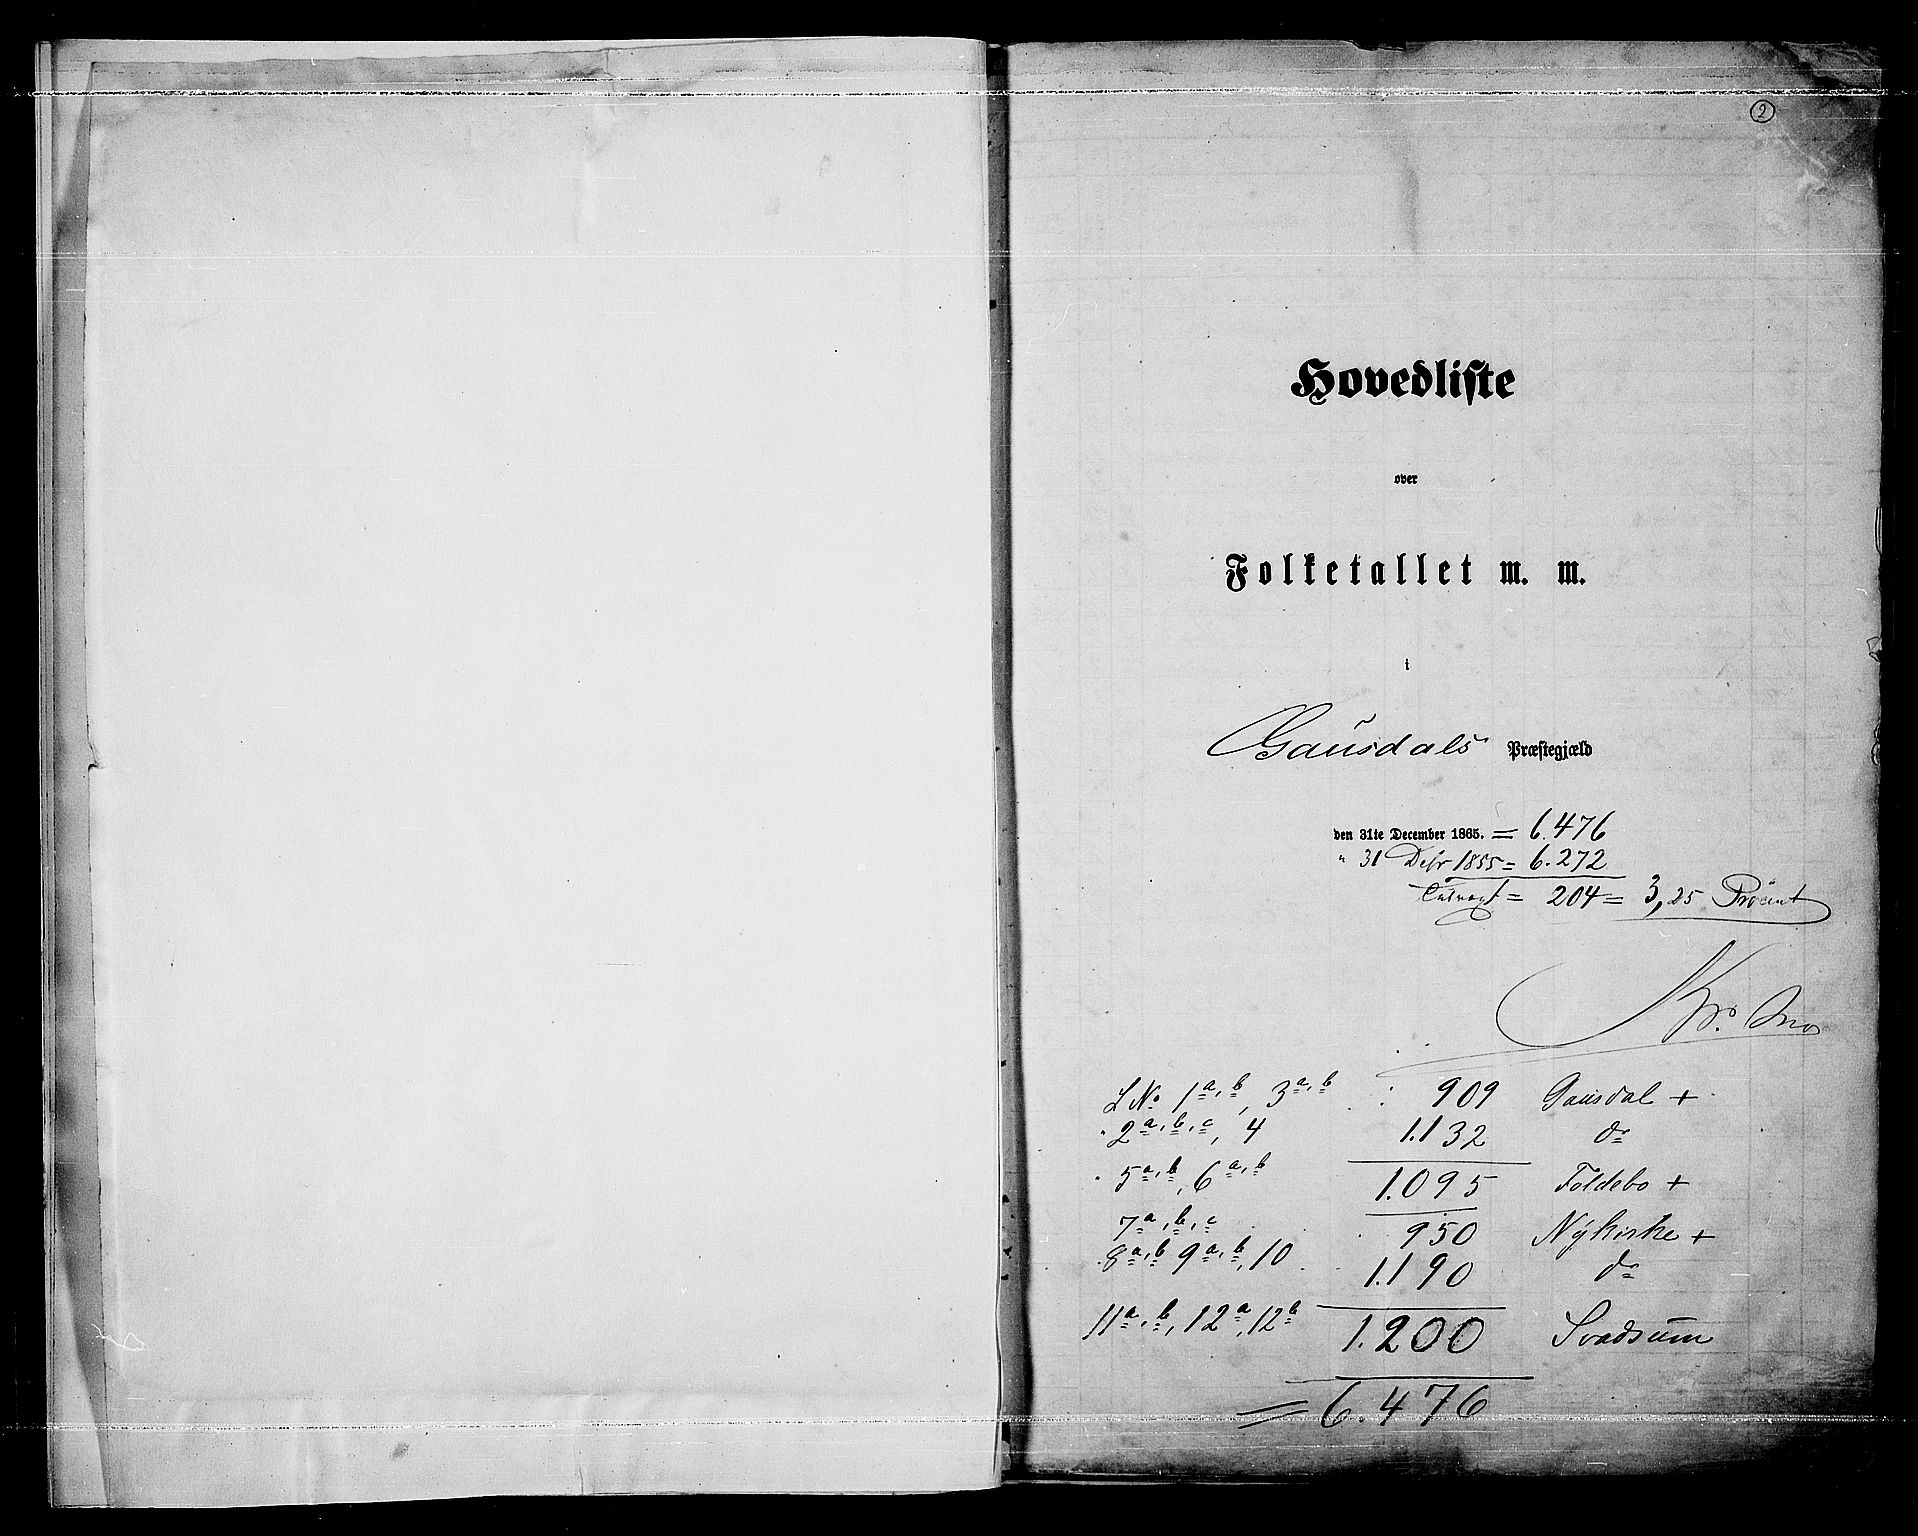 2
Hovedliste
over
Folketallet m. m.
i
Gausdals Præstegjæld
den 31te December 1865. = 6.476
" 31 Decbr 1855 = 6.272
Tilvæxt = 204 = 3,25 Procent
L No 1a, b, 3a, b 909 Gausdal +
" 2a, b, c, 4 1.132 do
" 5a, b, 6a, b 1.095 Foldebo +
7a, b, c 950 Nykirke +
8a, b 9a, b, 10 1.190 do
11a, b, 12a, 12b 1.200 Svadsum
= 6.476